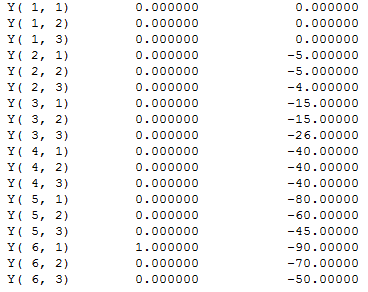 Y( 1, 1) 0.000000 0.000000
Y( 1, 2) 0.000000 0.000000
Y( 1, 3) 0.000000 0.000000
Y( 2, 1) 0.000000 -5.000000
Y( 2, 2) 0.000000 -5.000000
Y( 2, 3) 0.000000 -4.000000
Y( 3, 1) 0.000000 -15.00000
Y( 3, 2) 0.000000 -15.00000
Y( 3, 3) 0.000000 -26.00000
Y( 4, 1) 0.000000 -40.00000
Y( 4, 2) 0.000000 -40.00000
Y( 4, 3) 0.000000 -40.00000
Y( 5, 1) 0.000000 -80.00000
Y( 5, 2) 0.000000 -60.00000
Y( 5, 3) 0.000000 -45.00000
Y( 6, 1) 1.000000 -90.00000
Y( 6, 2) 0.000000 -70.00000
Y( 6, 3) 0.000000 -50.00000